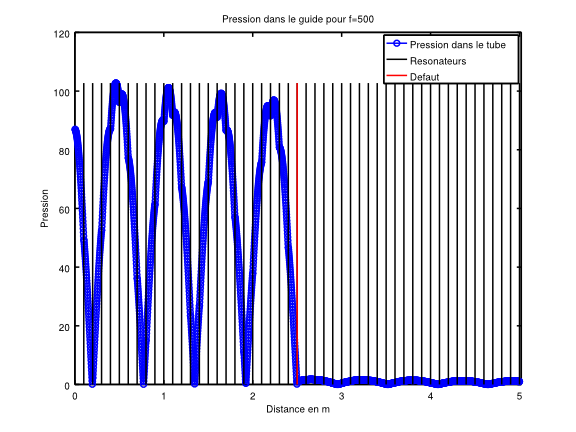 Pression dans le guide pour f=500
120
100
80
60
40
20
0
Pression
Pression dans le tube
Resonateurs
Defaut
0 1 2 3 4 5
Distance en m